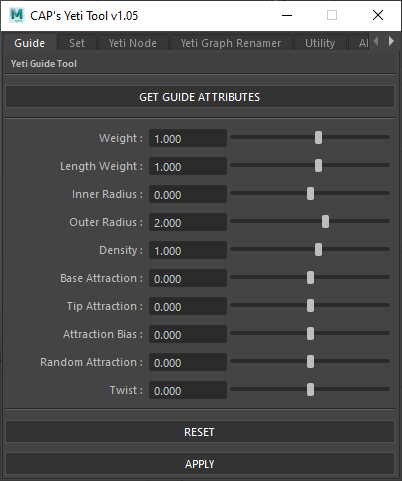 CAP's Yeti Tool v1.05
Guide Set Yeti Node Yeti Graph Renamer Utility
Yeti Guide Tool
GET GUIDE ATTRIBUTES
Weight : 1.000
Length Weight : 1.000
Inner Radius : 0.000
Outer Radius : 2.000
Density : 1.000
Base Attraction : 0.000
Tip Attraction : 0.000
Attraction Bias : 0.000
Random Attraction : 0.000
Twist : 0.000
RESET
APPLY